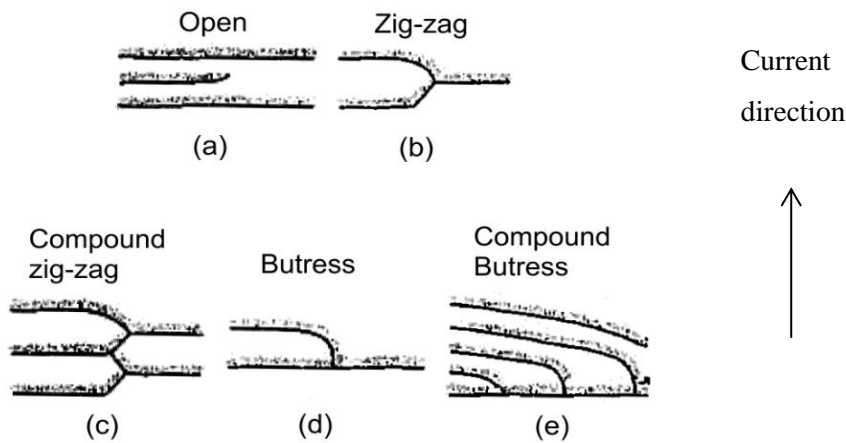 Open
Zig-zag
(a)
(b)
Current
direction
Compound
zig-zag
Butress
Compound
Butress
(c)
(d)
(e)